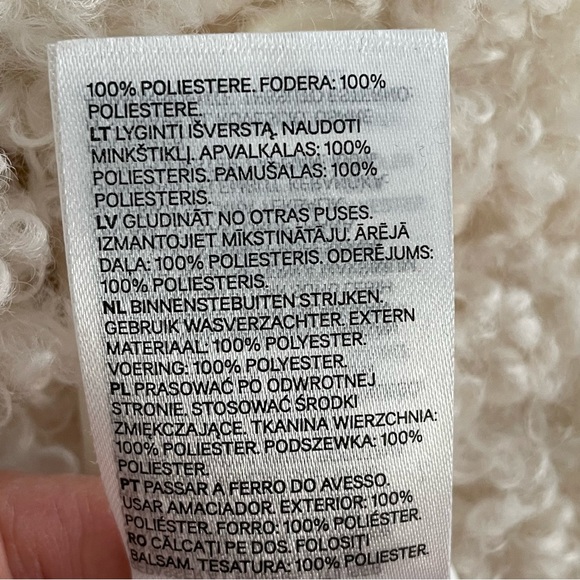 100% POLIESTERE. FODERA: 100%
POLIESTERE
LT LYGINTI IŠVERSTĄ. NAUDOTI
MINKŠTIKLĮ. APVALKALAS: 100%
POLIESTERIS. PAMUŠALAS: 100%
POLIESTERIS.
LV GLUDINĀT NO OTRAS PUSES.
IZMANTOJIET MĪKSTINĀTĀJU. ĀRĒJĀ
DAĻA: 100% POLIESTERIS. ODERĒJUMS:
100% POLIESTERIS.
NL BINNENSTEBUITEN STRIJKEN.
GEBRUIK WASVERZACHTER. EXTERN
MATERIAAL: 100% POLYESTER.
VOERING: 100% POLYESTER.
PL PRASOWAĆ PO ODWROTNEJ
STRONIE. STOSOWAĆ ŚRODKI
ZMIĘKCZAJĄCE. TKANINA WIERZCHNIA:
100% POLIESTER. PODSZEWKA: 100%
POLIESTER.
PT PASSAR A FERRO DO AVESSO.
USAR AMACIADOR. EXTERIOR: 100%
POLIÉSTER. FORRO: 100% POLIÉSTER.
RO CĂLCAȚI PE DOS. FOLOSITI
BALSAM. TESATURA: 100% POLIESTER.